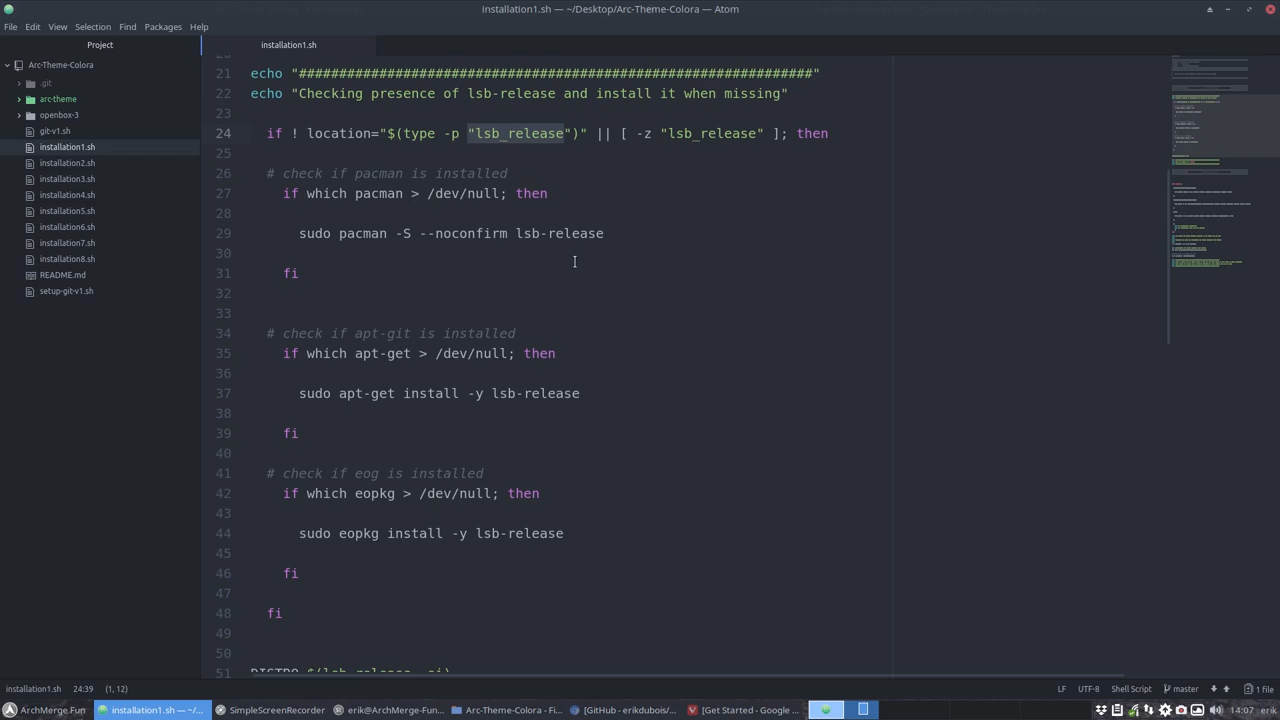 installation1.sh — ~/Desktop/Arc-Theme-Colora — Atom
File Edit View Selection Find Packages Help
Project
installation1.sh
Arc-Theme-Colora
.git
arc-theme
openbox-3
git-v1.sh
installation1.sh
installation2.sh
installation3.sh
installation4.sh
installation5.sh
installation6.sh
installation7.sh
installation8.sh
README.md
setup-git-v1.sh
20
21 echo "################################################################"
22 echo "Checking presence of lsb-release and install it when missing"
23
24 if ! location="$(type -p "lsb_release")" || [ -z "lsb_release" ]; then
25
26 # check if pacman is installed
27 if which pacman > /dev/null; then
28
29 sudo pacman -S --noconfirm lsb-release
30
31 fi
32
33
34 # check if apt-git is installed
35 if which apt-get > /dev/null; then
36
37 sudo apt-get install -y lsb-release
38
39 fi
40
41 # check if eog is installed
42 if which eopkg > /dev/null; then
43
44 sudo eopkg install -y lsb-release
45
46 fi
47
48 fi
49
50
51 DISTRO=$(lsb_release -si)
installation1.sh 24:39 (1, 12) LF UTF-8 Shell Script master 1 file
ArchMerge Fun installation1.sh — ~/... SimpleScreenRecorder erik@ArchMerge-Fun... Arc-Theme-Colora - Fi... [GitHub - erikdubois/... [Get Started - Google ... 14:07 erik